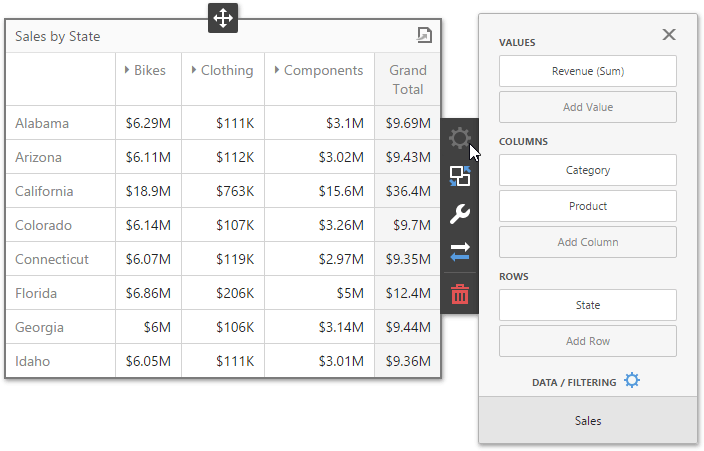 Sales by State
Bikes Clothing Components Grand Total
Alabama $6.29M $111K $3.1M $9.69M
Arizona $6.11M $112K $3.02M $9.43M
California $18.9M $763K $15.6M $36.4M
Colorado $6.14M $107K $3.26M $9.7M
Connecticut $6.07M $119K $2.97M $9.35M
Florida $6.86M $206K $5M $12.4M
Georgia $6M $106K $3.14M $9.44M
Idaho $6.05M $111K $3.01M $9.36M
VALUES
Revenue (Sum)
Add Value
COLUMNS
Category
Product
Add Column
ROWS
State
Add Row
DATA / FILTERING
Sales